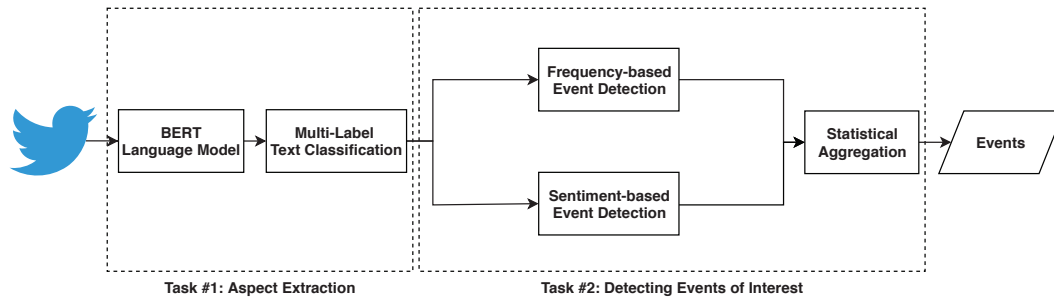 BERT
Language Model
Multi-Label
Text Classification
Frequency-based
Event Detection
Sentiment-based
Event Detection
Statistical
Aggregation
Events
Task #1: Aspect Extraction
Task #2: Detecting Events of Interest